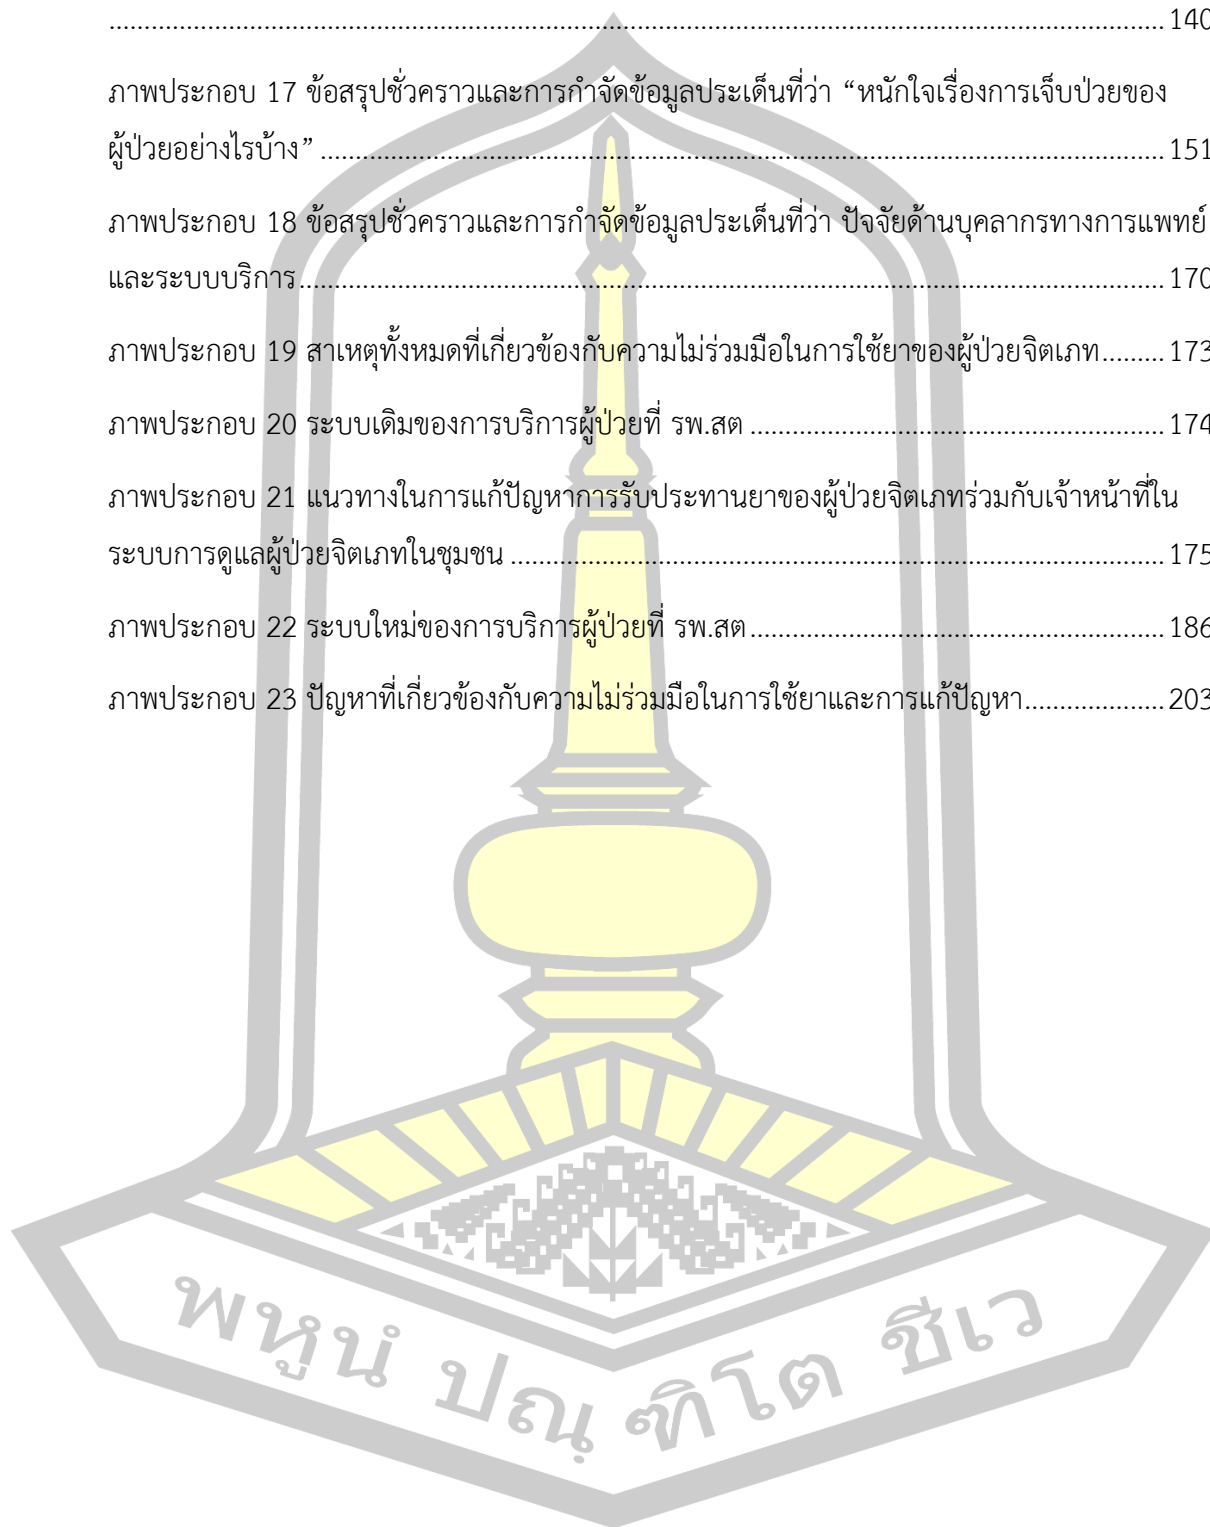 ........................................................................................................................................ 140
ภาพประกอบ 17 ข้อสรุปชั่วคราวและการกำจัดข้อมูลประเด็นที่ว่า “หนักใจเรื่องการเจ็บป่วยของ
ผู้ป่วยอย่างไรบ้าง” ............................................................................................................. 151
ภาพประกอบ 18 ข้อสรุปชั่วคราวและการกำจัดข้อมูลประเด็นที่ว่า ปัจจัยด้านบุคลากรทางการแพทย์
และระบบบริการ................................................................................................................ 170
ภาพประกอบ 19 สาเหตุทั้งหมดที่เกี่ยวข้องกับความไม่ร่วมมือในการใช้ยาของผู้ป่วยจิตเภท......... 173
ภาพประกอบ 20 ระบบเดิมของการบริการผู้ป่วยที่ รพ.สต ..................................................... 174
ภาพประกอบ 21 แนวทางในการแก้ปัญหาการรับประทานยาของผู้ป่วยจิตเภทร่วมกับเจ้าหน้าที่ใน
ระบบการดูแลผู้ป่วยจิตเภทในชุมชน .................................................................................... 175
ภาพประกอบ 22 ระบบใหม่ของการบริการผู้ป่วยที่ รพ.สต..................................................... 186
ภาพประกอบ 23 ปัญหาที่เกี่ยวข้องกับความไม่ร่วมมือในการใช้ยาและการแก้ปัญหา.................. 203
พหูนํ ปณฺฑิโต ชีเว